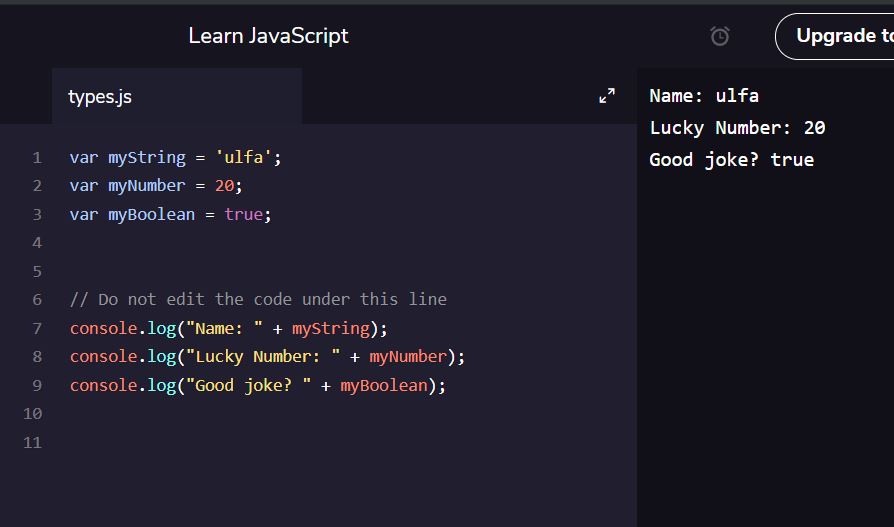 Learn JavaScript
Upgrade to
types.js
1 var myString = 'ulfa';
2 var myNumber = 20;
3 var myBoolean = true;
4
5
6 // Do not edit the code under this line
7 console.log("Name: " + myString);
8 console.log("Lucky Number: " + myNumber);
9 console.log("Good joke? " + myBoolean);
10
11
Name: ulfa
Lucky Number: 20
Good joke? true